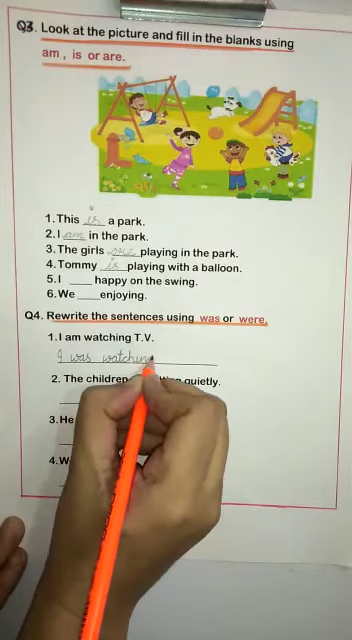 Q3. Look at the picture and fill in the blanks using
am, is or are.
1. This is a park.
2. I am in the park.
3. The girls are playing in the park.
4. Tommy is playing with a balloon.
5. I ____ happy on the swing.
6. We ____ enjoying.
Q4. Rewrite the sentences using was or were.
1. I am watching T.V.
I was watchin
2. The children quietly.
3. He
4. W